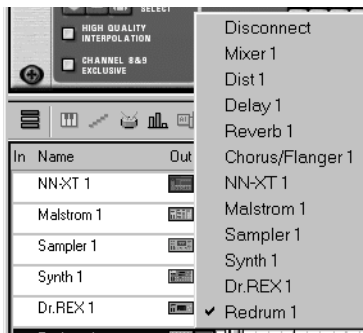 SELECT
HIGH QUALITY
INTERPOLATION
CHANNEL 8&9
EXCLUSIVE
In Name Out
NN-XT 1
Malstrom 1
Sampler 1
Synth 1
Dr.REX 1
Disconnect
Mixer 1
Dist 1
Delay 1
Reverb 1
Chorus/Flanger 1
NN-XT 1
Malstrom 1
Sampler 1
Synth 1
Dr.REX 1
✔ Redrum 1